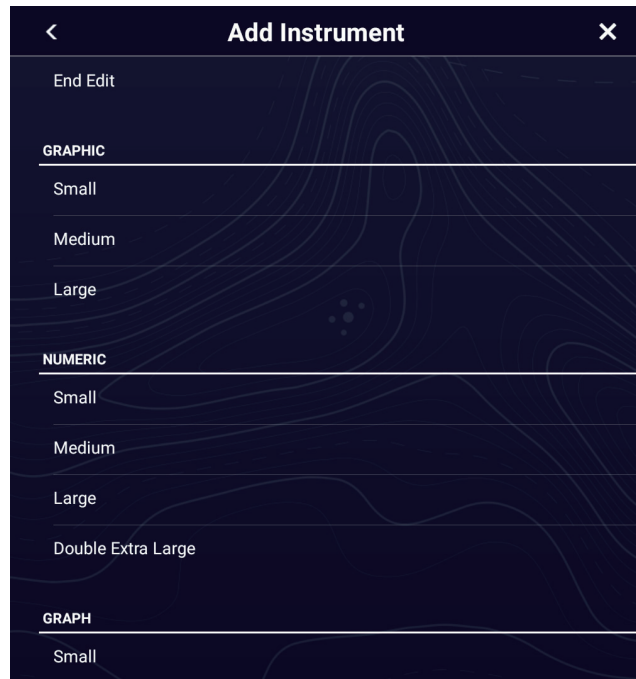 Add Instrument
End Edit
GRAPHIC
Small
Medium
Large
NUMERIC
Small
Medium
Large
Double Extra Large
GRAPH
Small